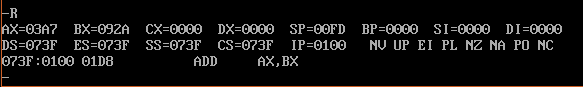 -R
AX=03A7  BX=092A  CX=0000  DX=0000  SP=00FD  BP=0000  SI=0000  DI=0000
DS=073F  ES=073F  SS=073F  CS=073F  IP=0100   NV UP EI PL NZ NA PO NC
073F:0100 01D8          ADD     AX,BX
-